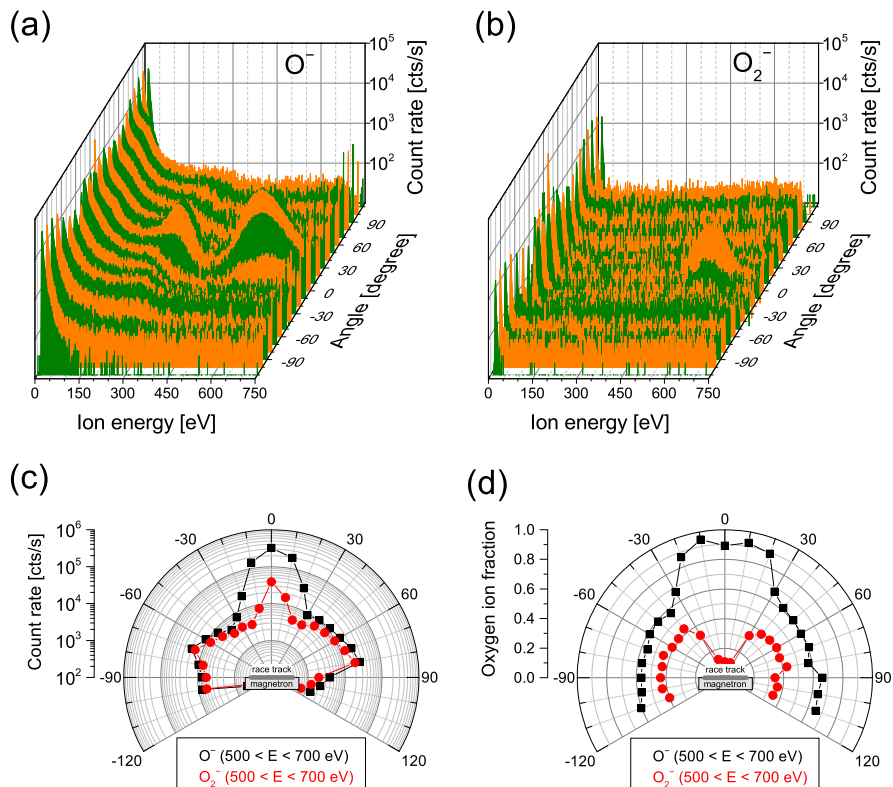 (a)
O⁻
10⁵
10⁴
10³
10²
Count rate [cts/s]
90
60
30
0
-30
-60
-90
Angle [degree]
0 150 300 450 600 750
Ion energy [eV]
(b)
O₂⁻
10⁵
10⁴
10³
10²
Count rate [cts/s]
90
60
30
0
-30
-60
-90
Angle [degree]
0 150 300 450 600 750
Ion energy [eV]
(c)
Count rate [cts/s]
10⁶
10⁵
10⁴
10³
10²
0
-30 30
-60 60
-90 90
-120 120
race track
magnetron
O⁻ (500 < E < 700 eV)
O₂⁻ (500 < E < 700 eV)
(d)
Oxygen ion fraction
1.0
0.8
0.6
0.4
0.2
0.0
0
-30 30
-60 60
-90 90
-120 120
race track
magnetron
O⁻ (500 < E < 700 eV)
O₂⁻ (500 < E < 700 eV)